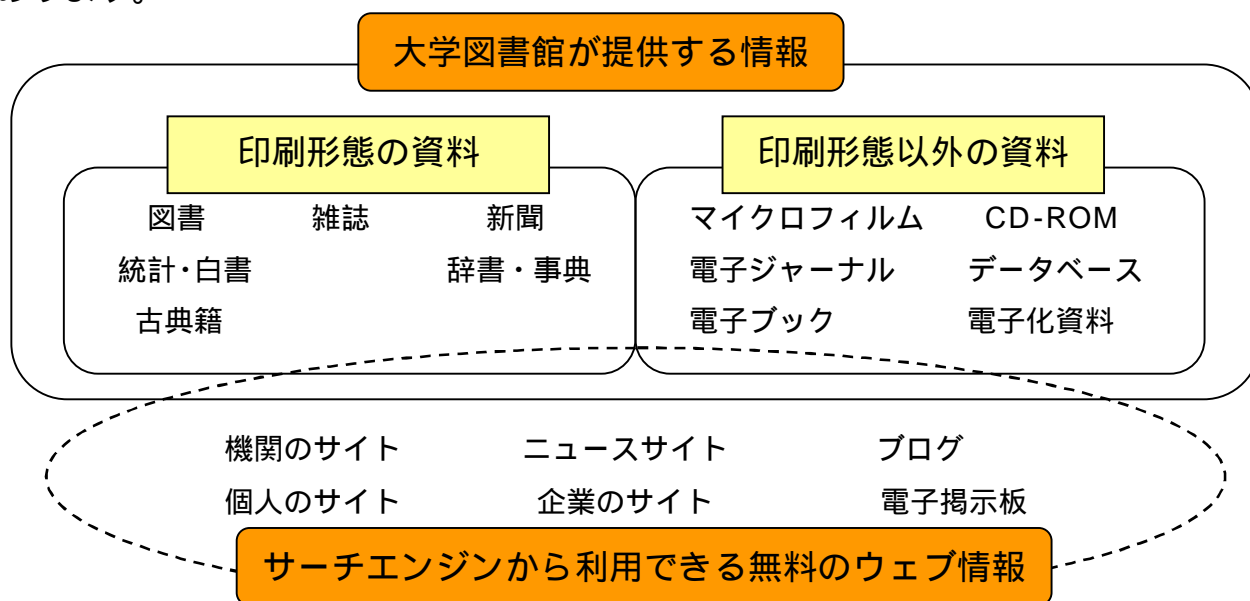 大学図書館が提供する情報
印刷形態の資料 印刷形態以外の資料
図書 雑誌 新聞 マイクロフィルム CD-ROM
統計・白書 辞書・事典 電子ジャーナル データベース
古典籍 電子ブック 電子化資料
機関のサイト ニュースサイト ブログ
個人のサイト 企業のサイト 電子掲示板
サーチエンジンから利用できる無料のウェブ情報